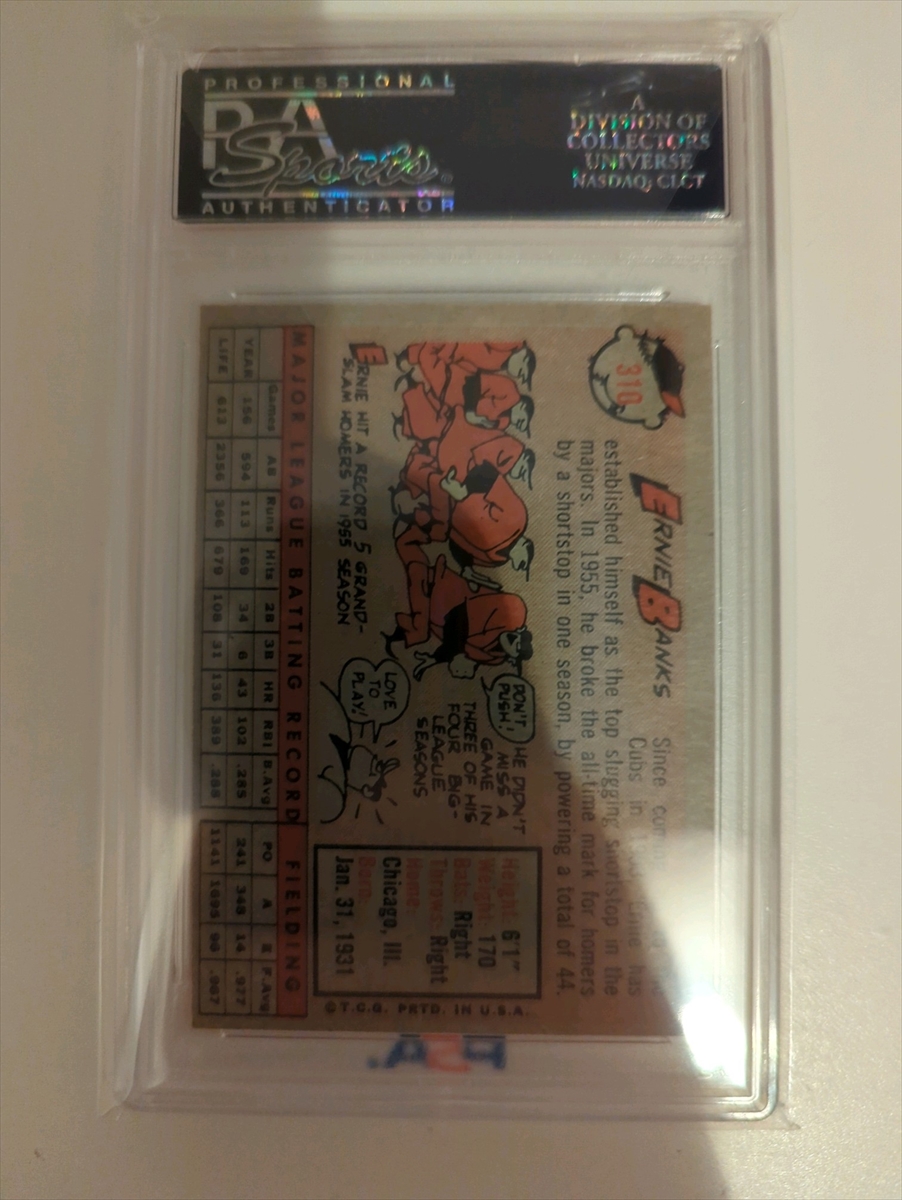 PROFESSIONAL
PSA
Sports®
AUTHENTICATOR
A
DIVISION OF
COLLECTORS
UNIVERSE
NASDAQ: CLCT
310
ERNIE BANKS
Since
Cubs in has
established himself as the top slugging shortstop in the
majors. In 1955, he broke the all-time mark for homers
by a shortstop in one season, by powering a total of 44.
DON'T
PUSH!
HE DIDN'T
MISS A
GAME IN
THREE OF HIS
FOUR BIG-
LEAGUE
SEASONS
LOVE
TO
PLAY!
ERNIE HIT A RECORD 5 GRAND-
SLAM HOMERS IN 1955 SEASON
Height: 6'1"
Weight: 170
Bats: Right
Throws: Right
Home:
Chicago, Ill.
Born:
Jan. 31, 1931
MAJOR LEAGUE BATTING RECORD FIELDING
Games AB Runs Hits 2B 3B HR RBI B.Avg PO A E F.Avg
YEAR 156 594 113 169 34 6 43 102 .285 241 348 14 .977
LIFE 613 2356 366 679 108 31 136 389 .288 1141 1695 90
©T.C.G. PRTD. IN U.S.A.